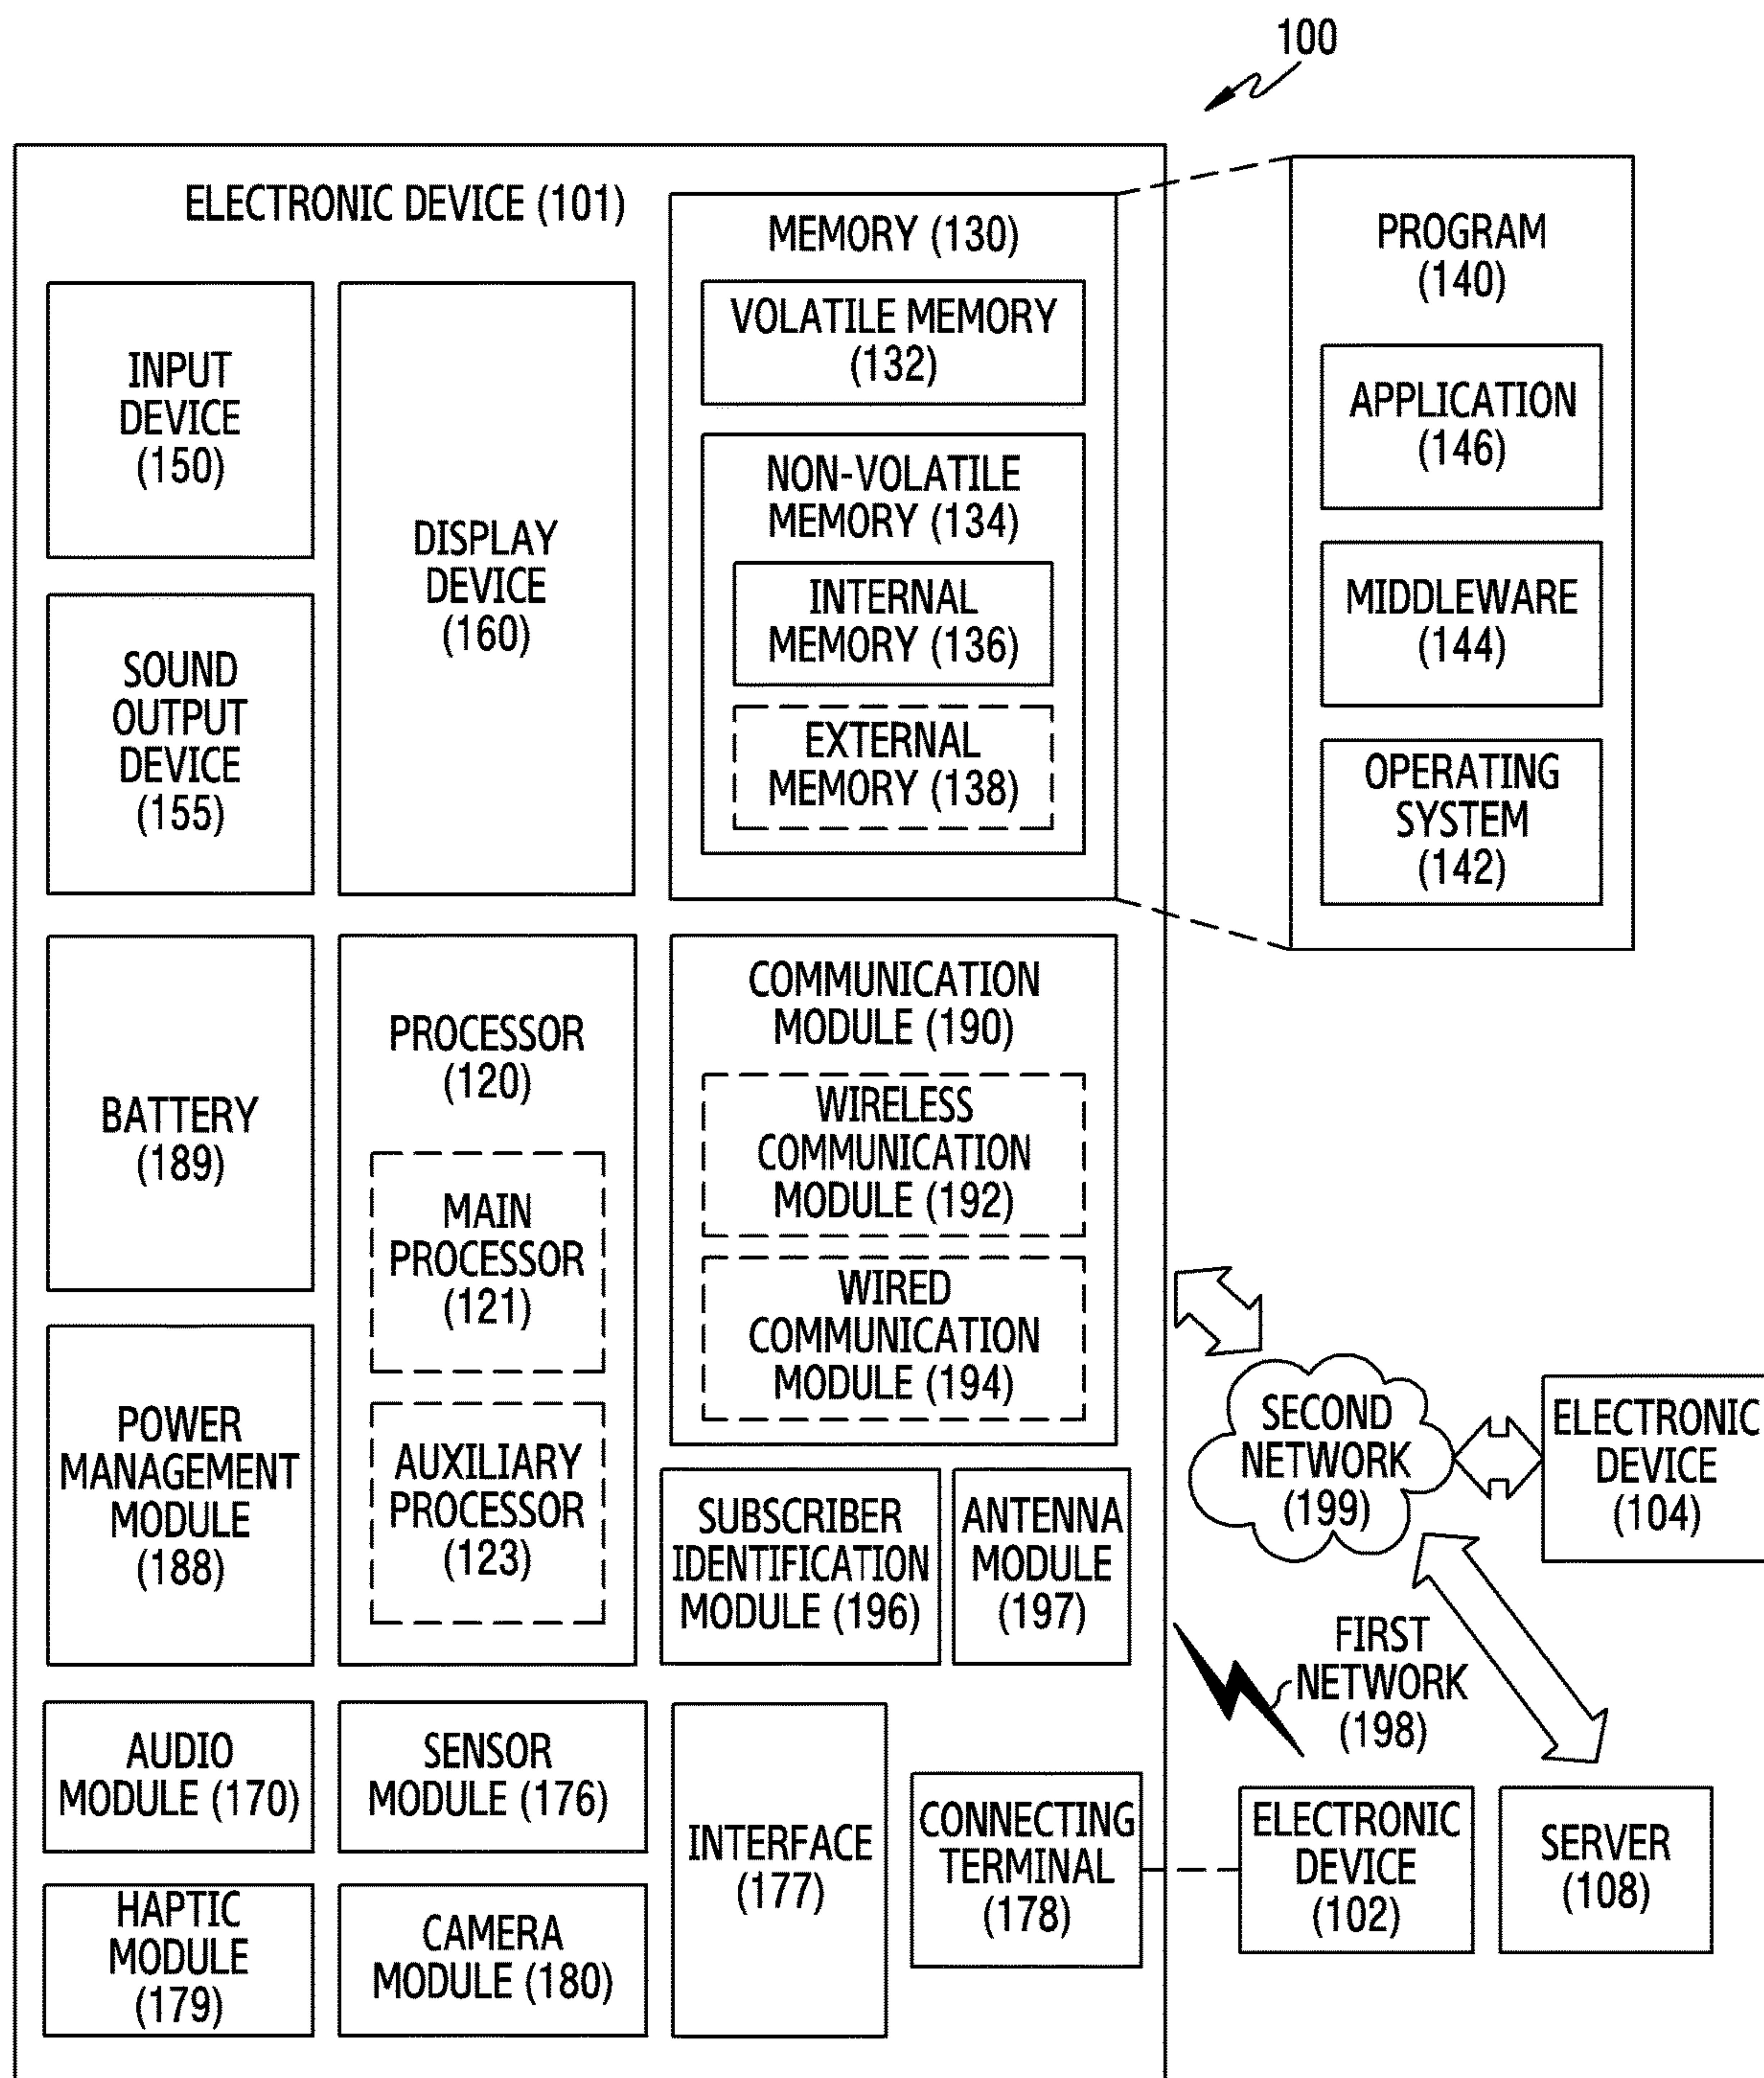 100
ELECTRONIC DEVICE (101)
INPUT
DEVICE
(150)
SOUND
OUTPUT
DEVICE
(155)
DISPLAY
DEVICE
(160)
MEMORY (130)
VOLATILE MEMORY
(132)
NON-VOLATILE
MEMORY (134)
INTERNAL
MEMORY (136)
EXTERNAL
MEMORY (138)
PROGRAM
(140)
APPLICATION
(146)
MIDDLEWARE
(144)
OPERATING
SYSTEM
(142)
BATTERY
(189)
POWER
MANAGEMENT
MODULE
(188)
PROCESSOR
(120)
MAIN
PROCESSOR
(121)
AUXILIARY
PROCESSOR
(123)
COMMUNICATION
MODULE (190)
WIRELESS
COMMUNICATION
MODULE (192)
WIRED
COMMUNICATION
MODULE (194)
SUBSCRIBER
IDENTIFICATION
MODULE (196)
ANTENNA
MODULE
(197)
SECOND
NETWORK
(199)
ELECTRONIC
DEVICE
(104)
FIRST
NETWORK
(198)
AUDIO
MODULE (170)
SENSOR
MODULE (176)
HAPTIC
MODULE
(179)
CAMERA
MODULE (180)
INTERFACE
(177)
CONNECTING
TERMINAL
(178)
ELECTRONIC
DEVICE
(102)
SERVER
(108)